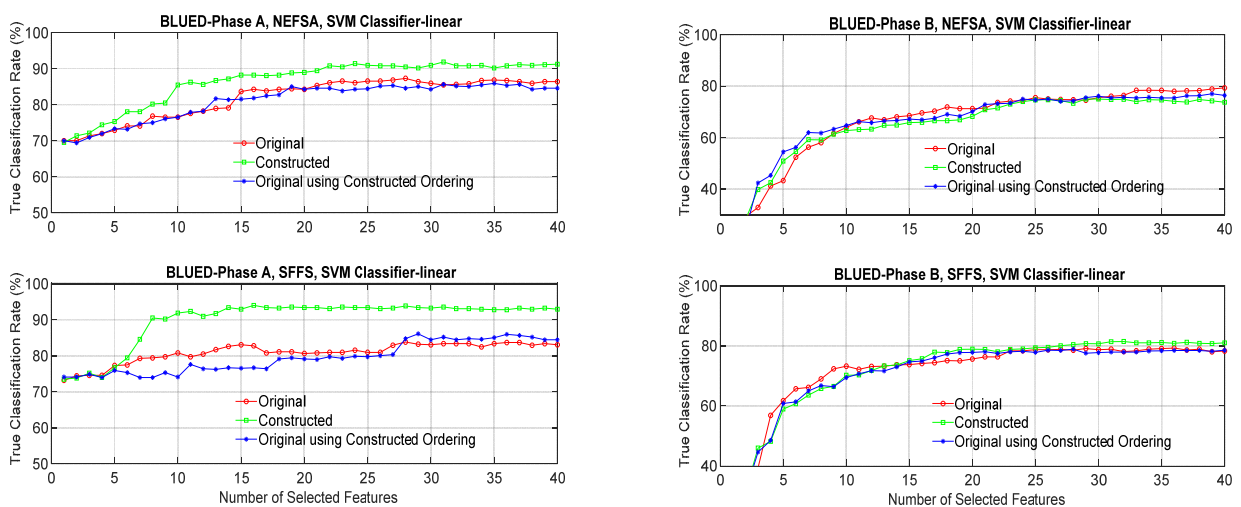 BLUED-Phase A, NEFSA, SVM Classifier-linear
True Classification Rate (%)
100
90
80
70
60
50
0 5 10 15 20 25 30 35 40
Original
Constructed
Original using Constructed Ordering
BLUED-Phase B, NEFSA, SVM Classifier-linear
True Classification Rate (%)
100
80
60
40
0 5 10 15 20 25 30 35 40
Original
Constructed
Original using Constructed Ordering
BLUED-Phase A, SFFS, SVM Classifier-linear
True Classification Rate (%)
100
90
80
70
60
50
0 5 10 15 20 25 30 35 40
Number of Selected Features
Original
Constructed
Original using Constructed Ordering
BLUED-Phase B, SFFS, SVM Classifier-linear
True Classification Rate (%)
100
80
60
40
0 5 10 15 20 25 30 35 40
Number of Selected Features
Original
Constructed
Original using Constructed Ordering